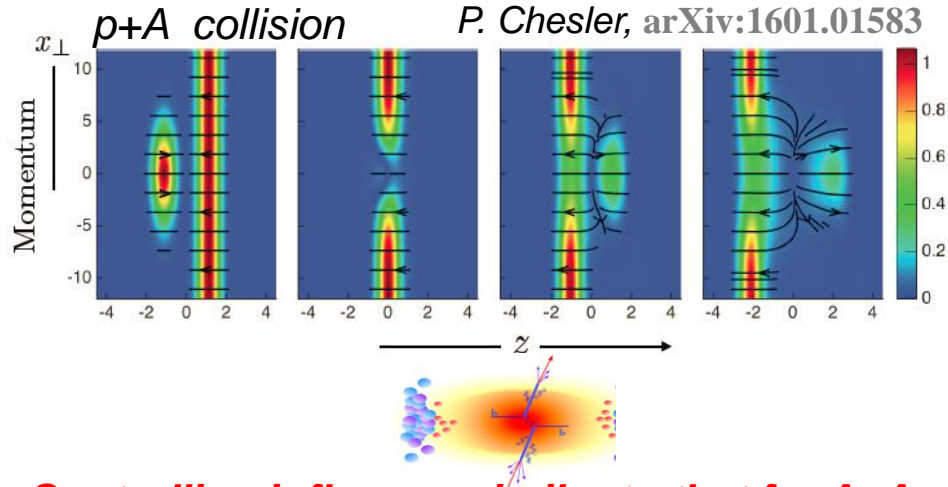 p+A collision P. Chesler, arXiv:1601.01583
x⊥
Momentum
10
5
0
-5
-10
-4 -2 0 2 4 -4 -2 0 2 4 -4 -2 0 2 4 -4 -2 0 2 4
1
0.8
0.6
0.4
0.2
0
z